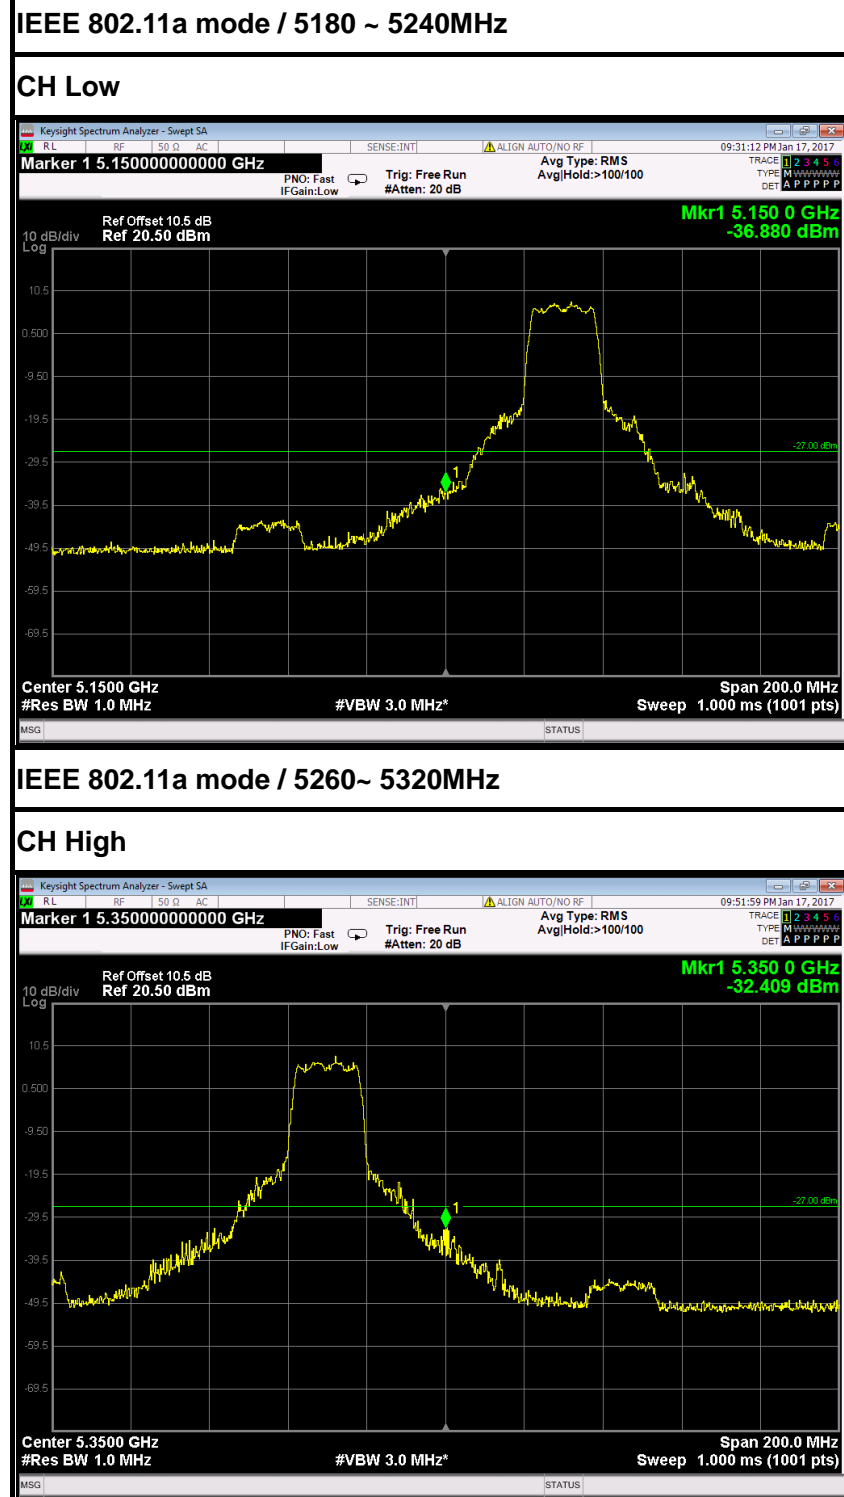 IEEE 802.11a mode / 5180 ~ 5240MHz
CH Low
Keysight Spectrum Analyzer - Swept SA
LXI RL RF 50 Ω AC SENSE:INT ALIGN AUTO/NO RF 09:31:12 PM Jan 17, 2017
Marker 1 5.150000000000 GHz
PNO: Fast
IFGain:Low
Trig: Free Run
#Atten: 20 dB
Avg Type: RMS
Avg|Hold:>100/100
TRACE 1 2 3 4 5 6
TYPE M WWWWW
DET A P P P P P
Mkr1 5.150 0 GHz
-36.880 dBm
Ref Offset 10.5 dB
10 dB/div Ref 20.50 dBm
Log
10.5
0.500
-9.50
-19.5
-27.00 dBm
-29.5
1
-39.5
-49.5
-59.5
-69.5
Center 5.1500 GHz Span 200.0 MHz
#Res BW 1.0 MHz #VBW 3.0 MHz* Sweep 1.000 ms (1001 pts)
MSG STATUS
IEEE 802.11a mode / 5260~ 5320MHz
CH High
Keysight Spectrum Analyzer - Swept SA
LXI RL RF 50 Ω AC SENSE:INT ALIGN AUTO/NO RF 09:51:59 PM Jan 17, 2017
Marker 1 5.350000000000 GHz
PNO: Fast
IFGain:Low
Trig: Free Run
#Atten: 20 dB
Avg Type: RMS
Avg|Hold:>100/100
TRACE 1 2 3 4 5 6
TYPE M WWWWW
DET A P P P P P
Mkr1 5.350 0 GHz
-32.409 dBm
Ref Offset 10.5 dB
10 dB/div Ref 20.50 dBm
Log
10.5
0.500
-9.50
-19.5
-27.00 dBm
1
-29.5
-39.5
-49.5
-59.5
-69.5
Center 5.3500 GHz Span 200.0 MHz
#Res BW 1.0 MHz #VBW 3.0 MHz* Sweep 1.000 ms (1001 pts)
MSG STATUS